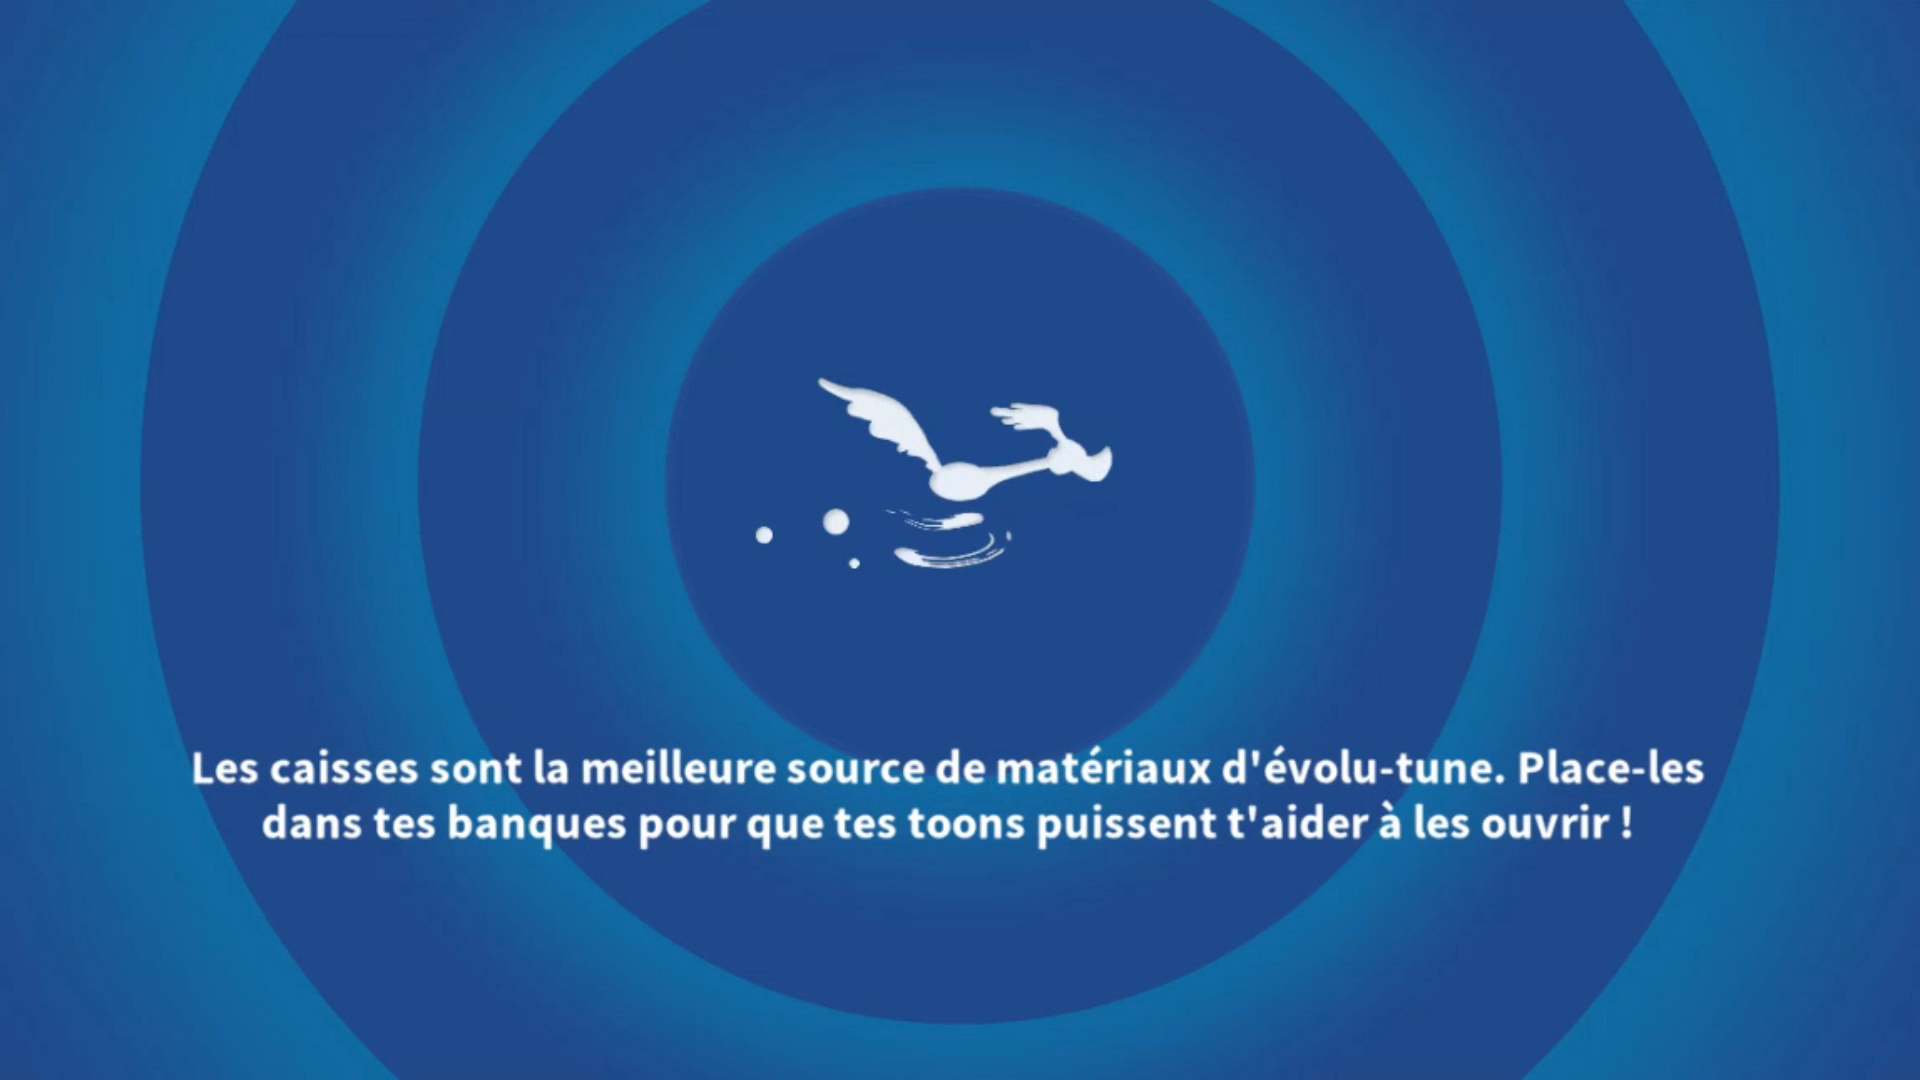 Les caisses sont la meilleure source de matériaux d'évolu-tune. Place-les
dans tes banques pour que tes toons puissent t'aider à les ouvrir !